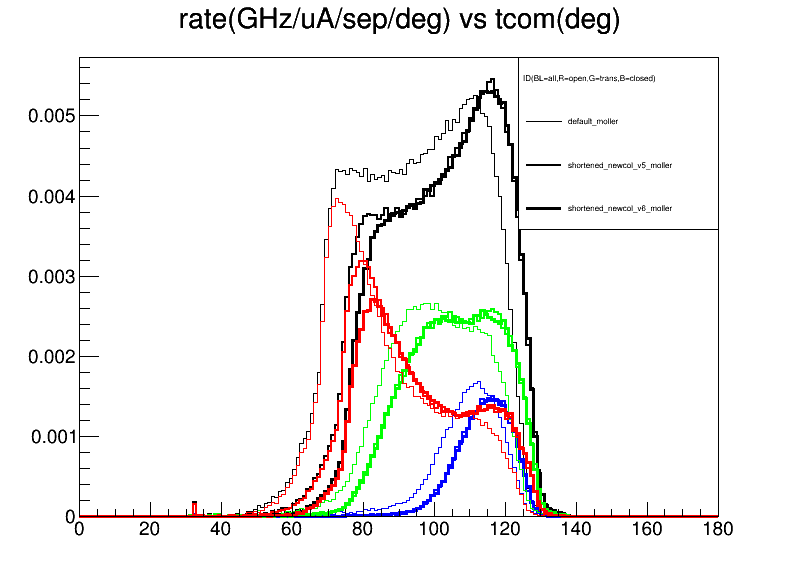 rate(GHz/uA/sep/deg) vs tcom(deg)
ID(BL=all,R=open,G=trans,B=closed)
default_moller
shortened_newcol_v5_moller
shortened_newcol_v6_moller
0.005
0.004
0.003
0.002
0.001
0
0 20 40 60 80 100 120 140 160 180